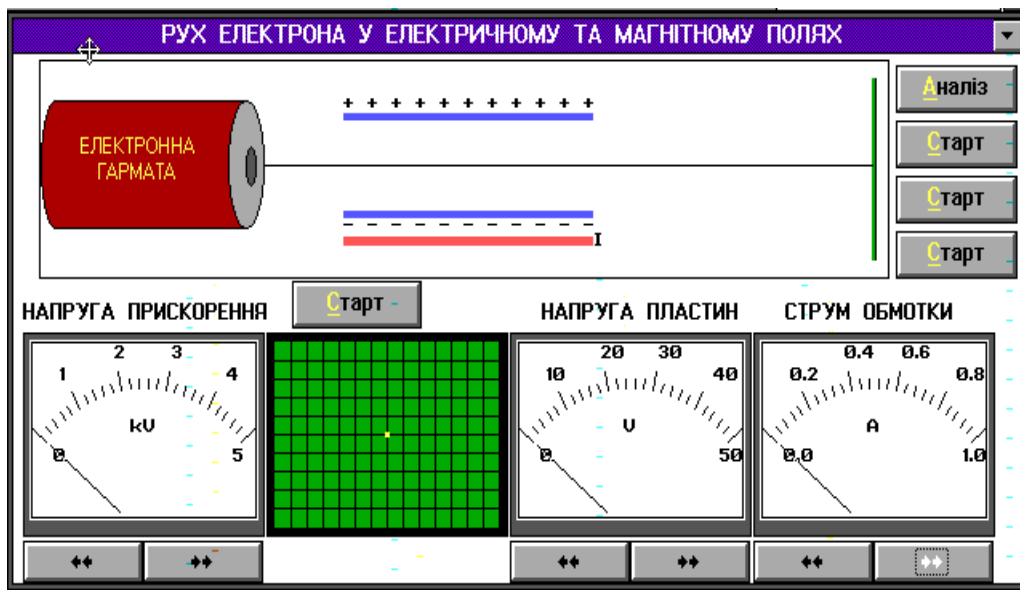 РУХ ЕЛЕКТРОНА У ЕЛЕКТРИЧНОМУ ТА МАГНІТНОМУ ПОЛЯХ
Аналіз
+ + + + + + + + + + +
ЕЛЕКТРОННА
ГАРМАТА
Старт
Старт
- - - - - - - - - - -
I
Старт
НАПРУГА ПРИСКОРЕННЯ
Старт
НАПРУГА ПЛАСТИН
СТРУМ ОБМОТКИ
0 1 2 3 4 5
kV
0 10 20 30 40 50
V
0.0 0.2 0.4 0.6 0.8 1.0
A